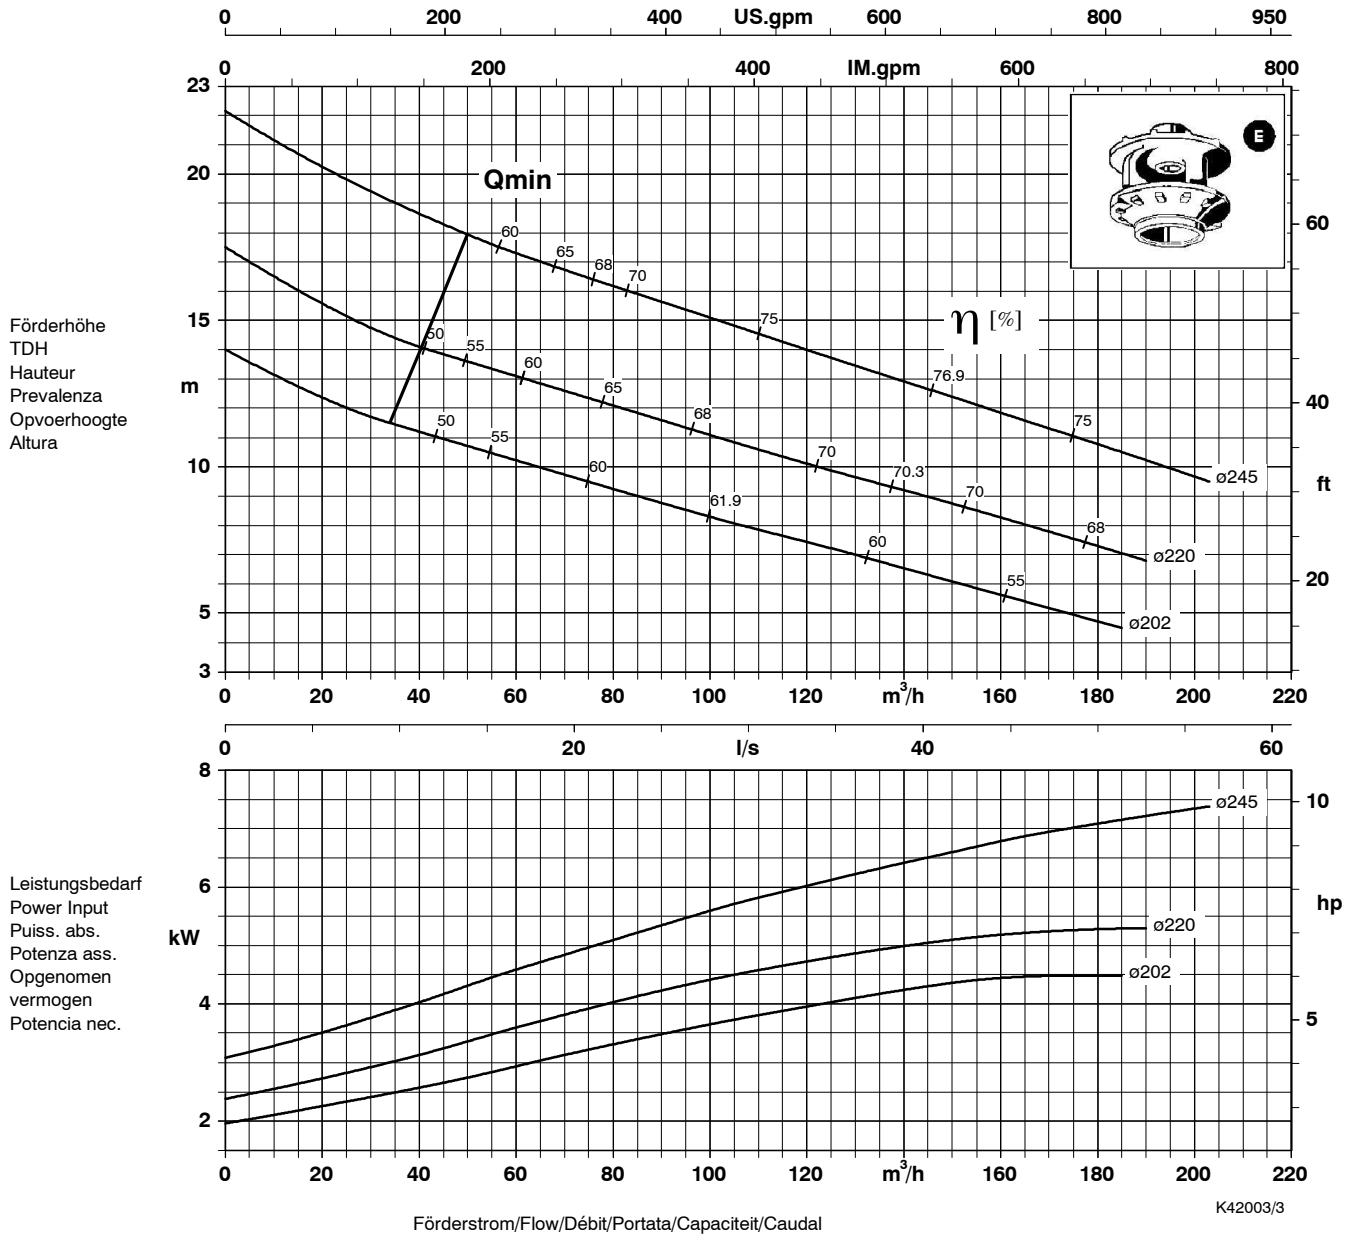 0 200 400 US.gpm 600 800 950
0 200 400 IM.gpm 600 800
23
E
20
Qmin
60
60
65
68
70
Förderhöhe
TDH
Hauteur
Prevalenza
Opvoerhoogte
Altura
15
75
η [%]
50
55
60
65
68
m
76.9
40
50
55
75
60
70
70.3
10
ø245
ft
61.9
70
60
68
ø220
20
55
5
ø202
3
0 20 40 60 80 100 120 m³/h 160 180 200 220
0 20 l/s 40 60
8
ø245
10
Leistungsbedarf
Power Input
Puiss. abs.
Potenza ass.
Opgenomen
vermogen
Potencia nec.
6
hp
kW
ø220
ø202
4
5
2
0 20 40 60 80 100 120 m³/h 160 180 200 220
K42003/3
Förderstrom/Flow/Débit/Portata/Capaciteit/Caudal